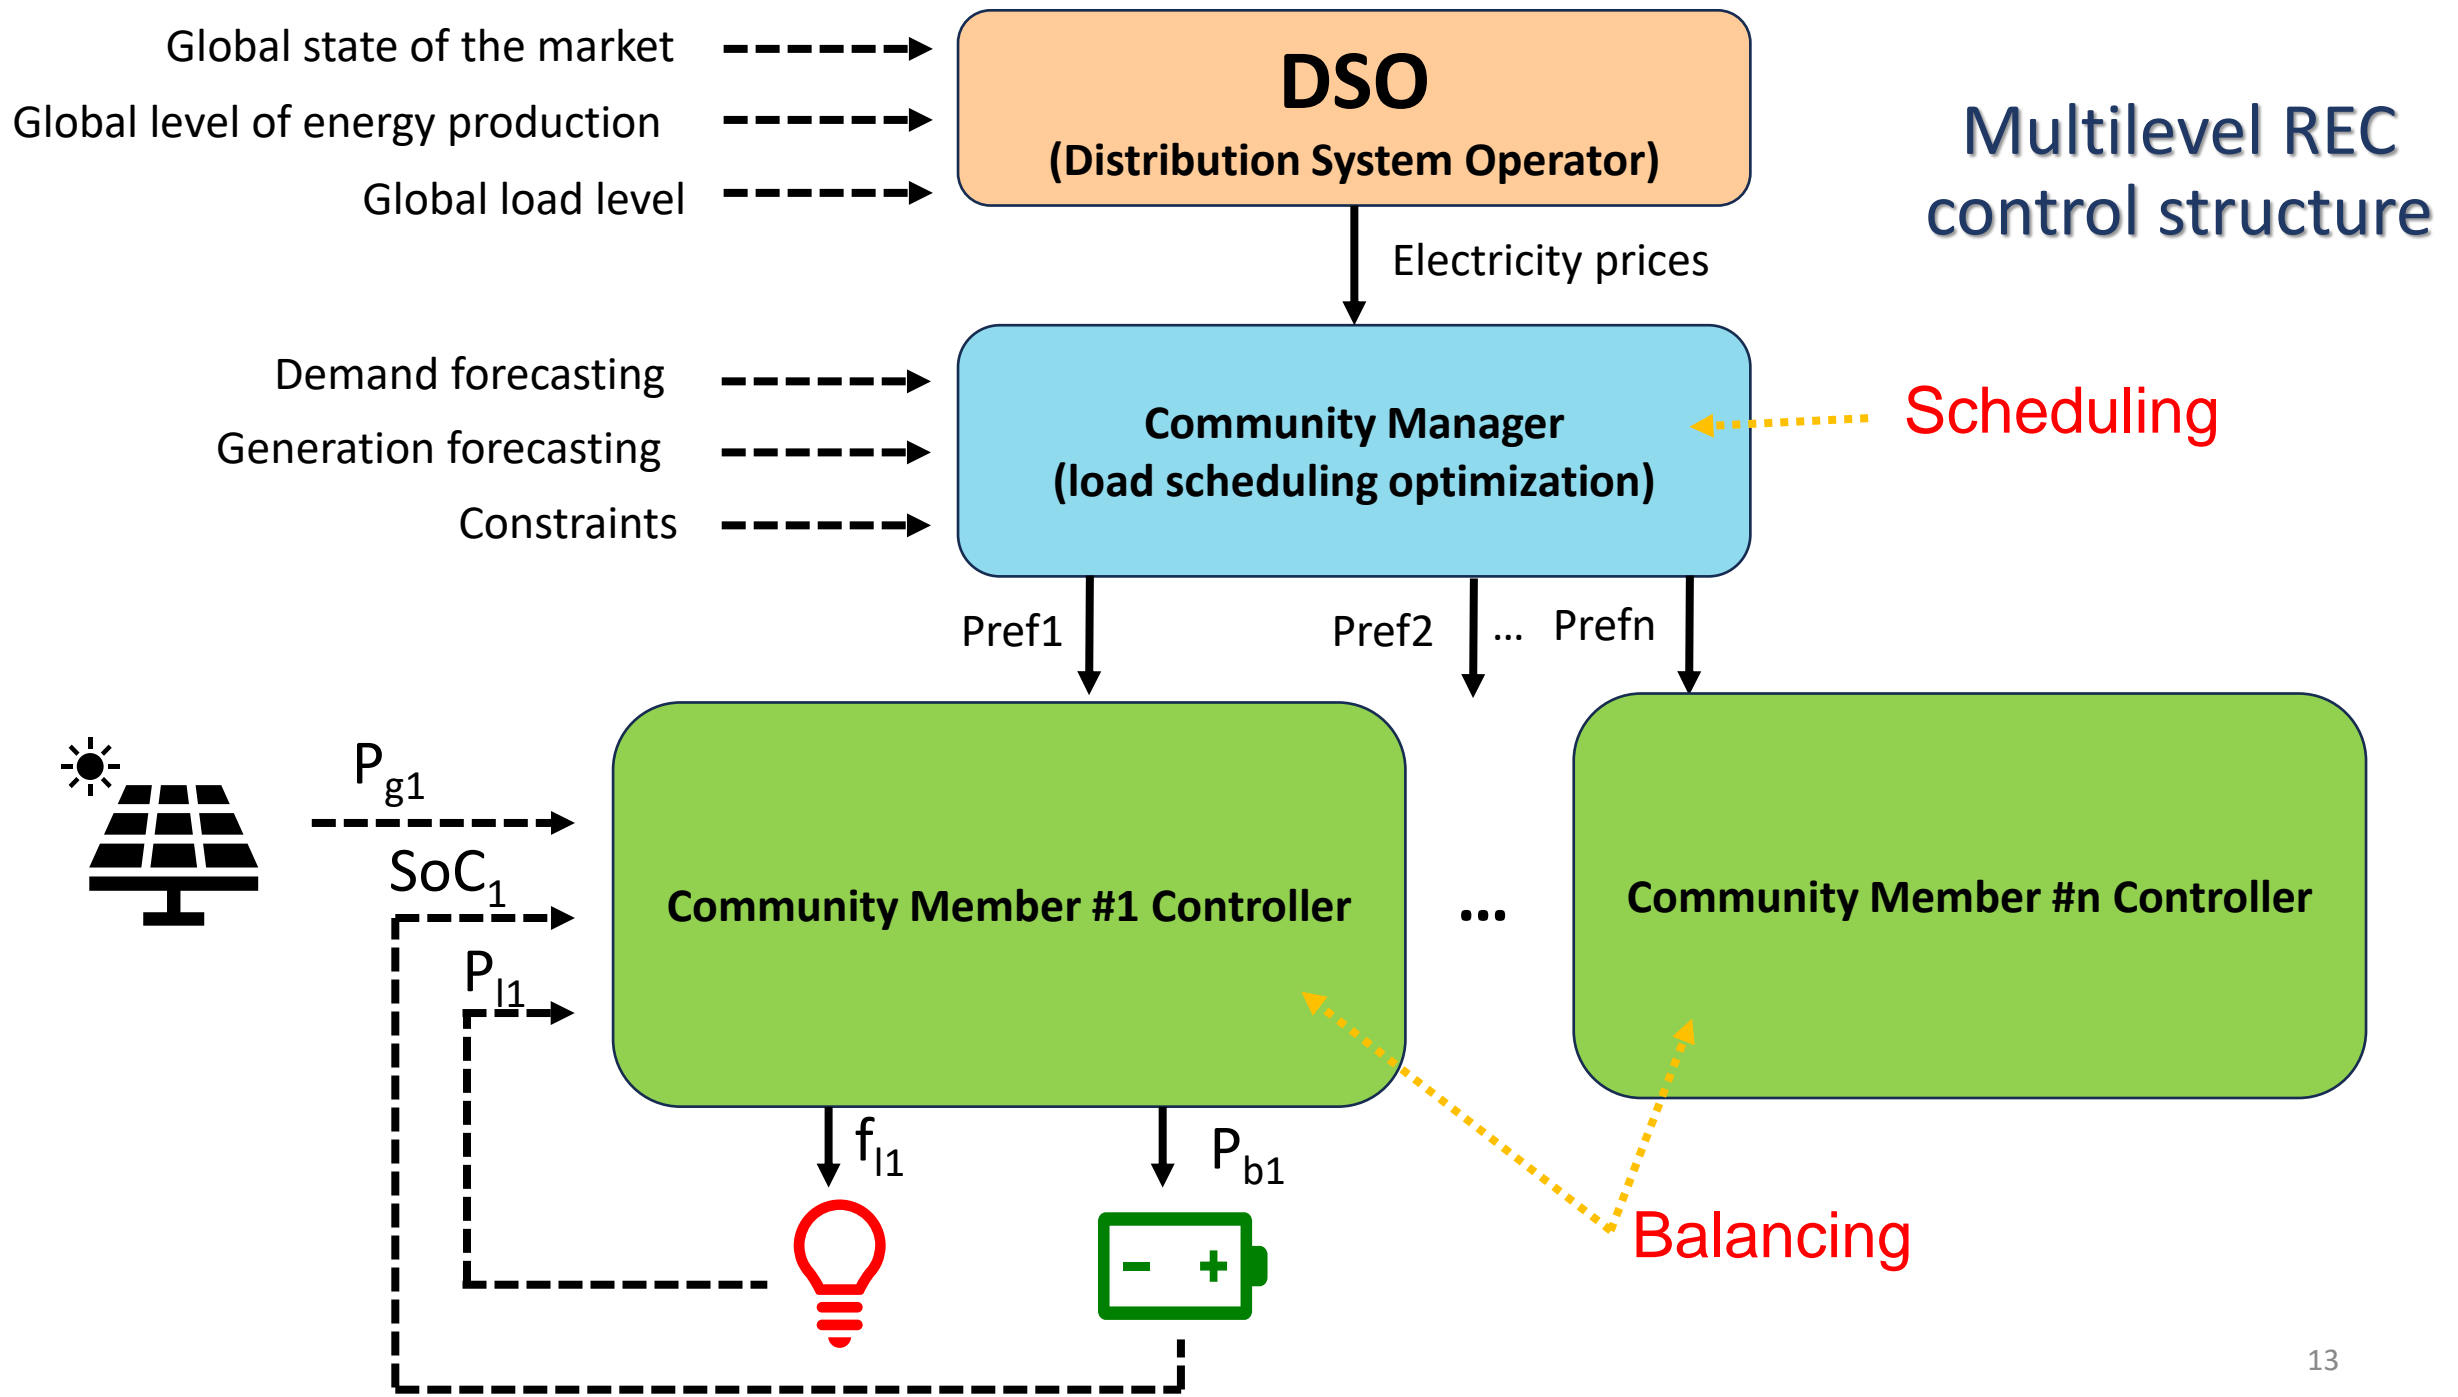 Global state of the market
Global level of energy production
Global load level
DSO
(Distribution System Operator)
Multilevel REC
control structure
Electricity prices
Demand forecasting
Generation forecasting
Constraints
Community Manager
(load scheduling optimization)
Scheduling
Pref1
Pref2
...
Prefn
Pg1
SoC1
Pl1
Community Member #1 Controller
...
Community Member #n Controller
fl1
Pb1
Balancing
- +
13